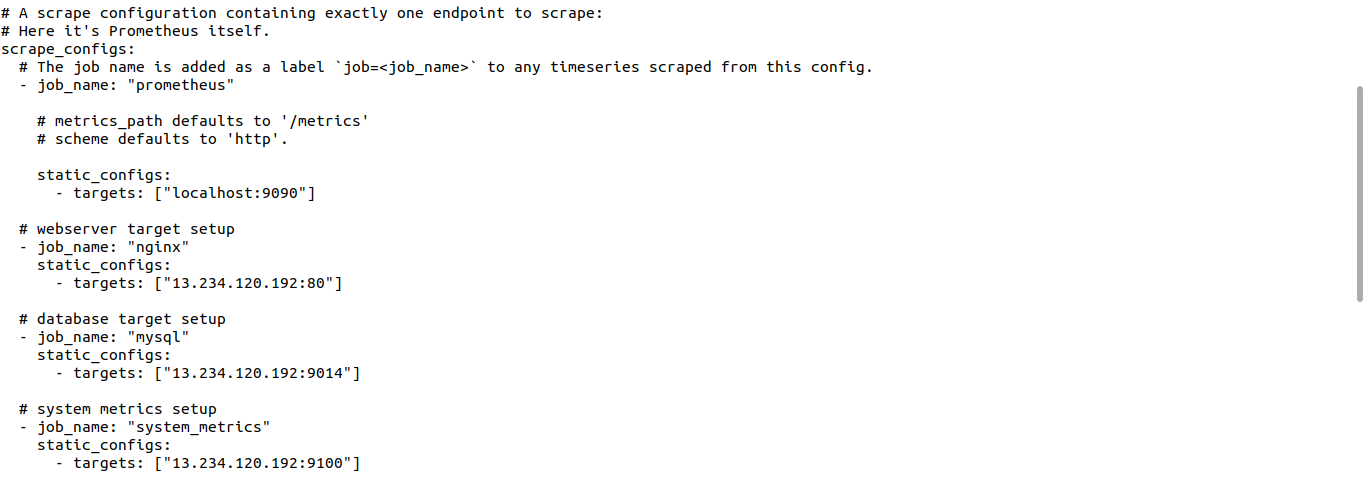 # A scrape configuration containing exactly one endpoint to scrape:
# Here it's Prometheus itself.
scrape_configs:
  # The job name is added as a label `job=<job_name>` to any timeseries scraped from this config.
  - job_name: "prometheus"

    # metrics_path defaults to '/metrics'
    # scheme defaults to 'http'.

    static_configs:
      - targets: ["localhost:9090"]

  # webserver target setup
  - job_name: "nginx"
    static_configs:
      - targets: ["13.234.120.192:80"]

  # database target setup
  - job_name: "mysql"
    static_configs:
      - targets: ["13.234.120.192:9014"]

  # system metrics setup
  - job_name: "system_metrics"
    static_configs:
      - targets: ["13.234.120.192:9100"]